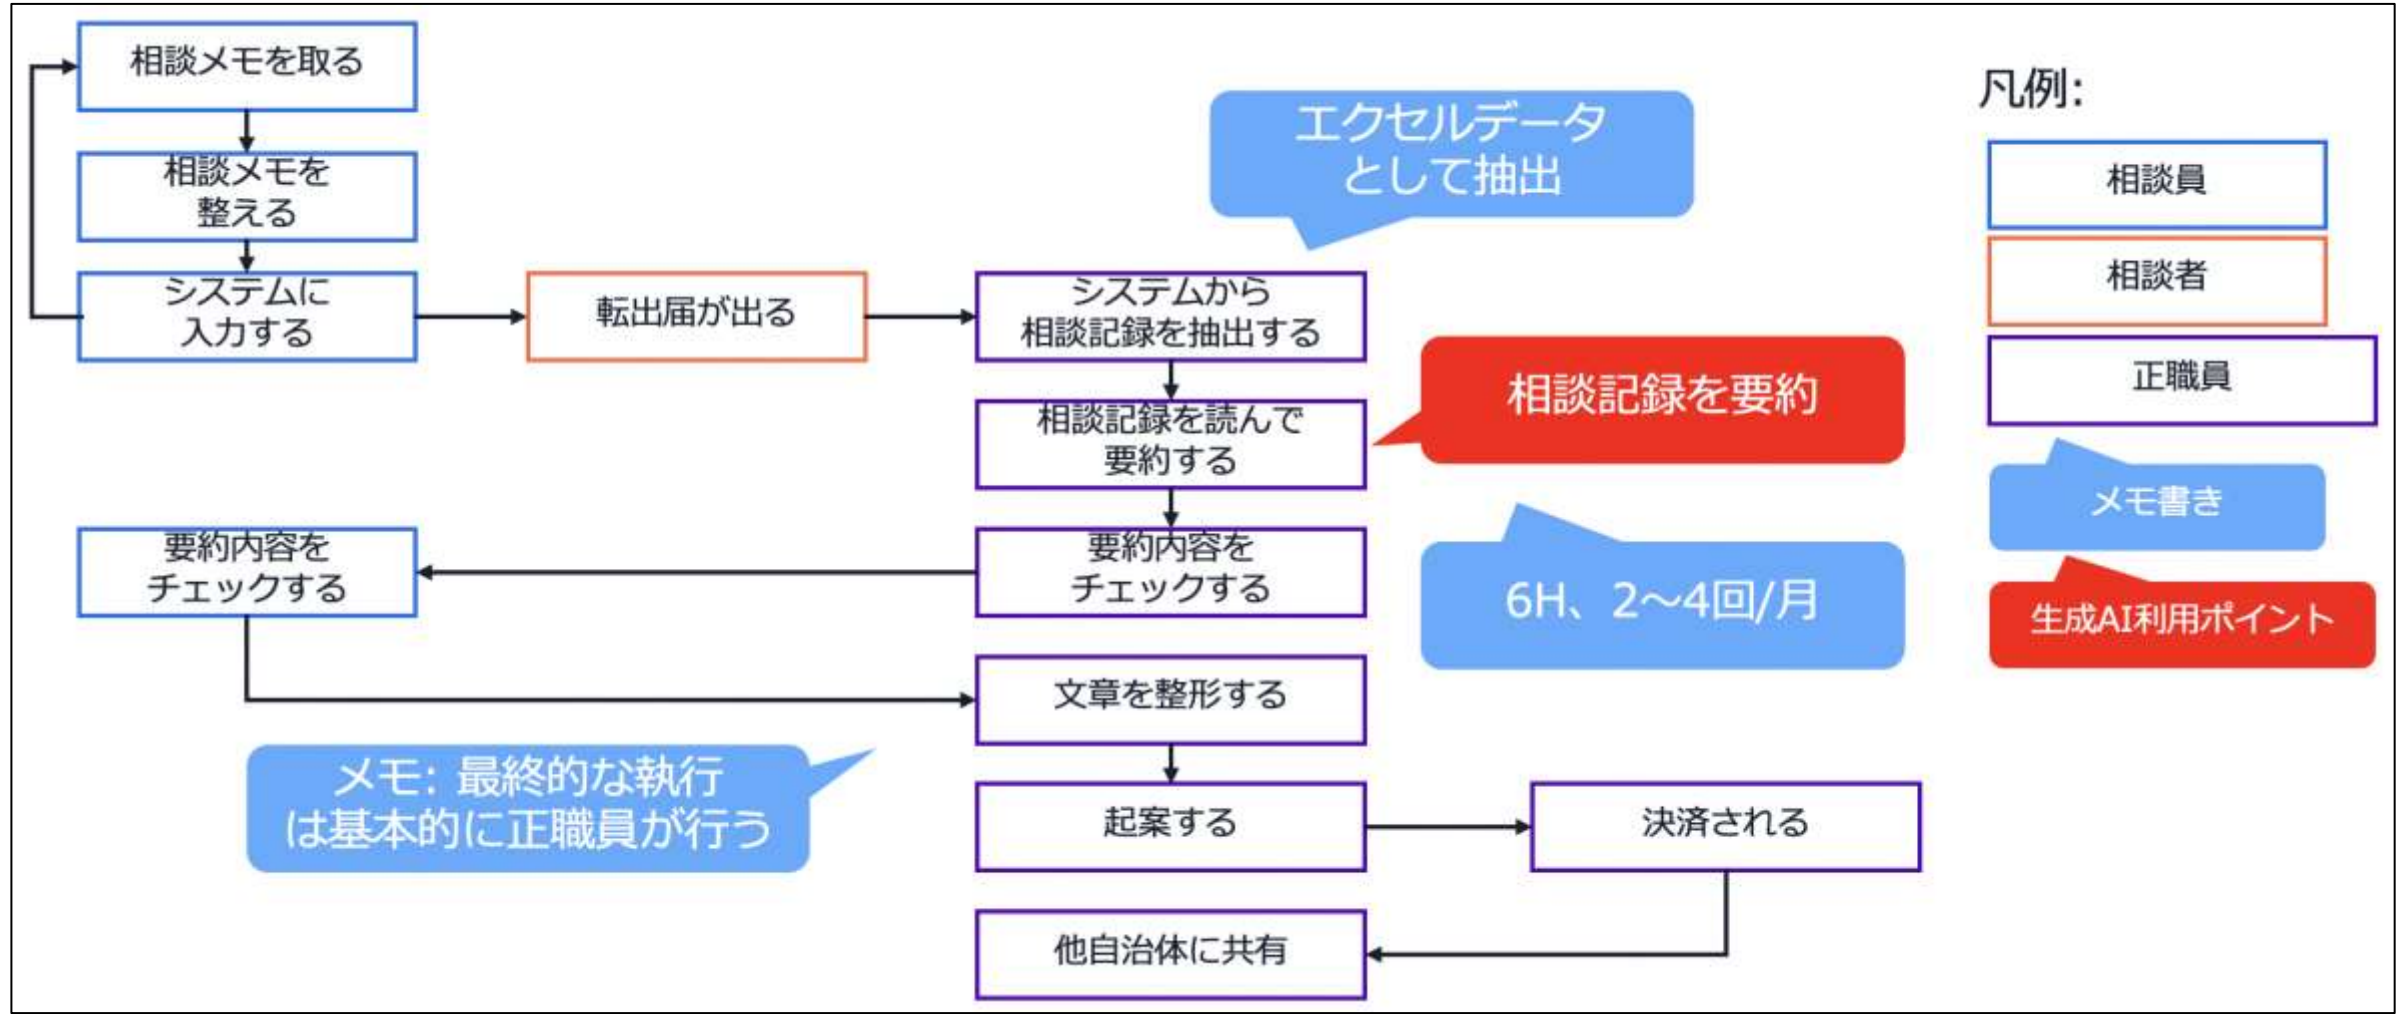 相談メモを取る
相談メモを
整える
システムに
入力する
転出届が出る
エクセルデータ
として抽出
システムから
相談記録を抽出する
相談記録を読んで
要約する
相談記録を要約
要約内容を
チェックする
6H、2～4回/月
要約内容を
チェックする
文章を整形する
メモ: 最終的な執行
は基本的に正職員が行う
起案する
決済される
他自治体に共有
凡例:
相談員
相談者
正職員
メモ書き
生成AI利用ポイント